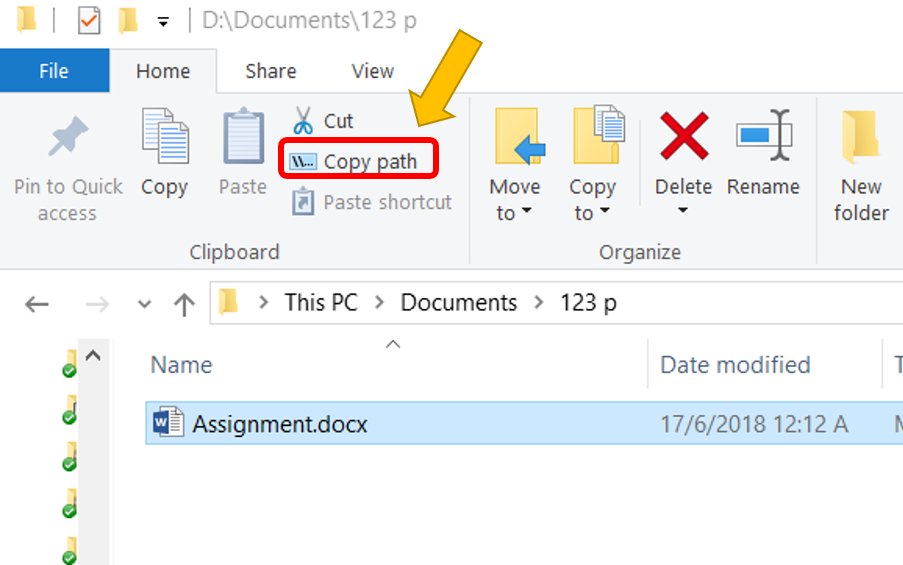 D:\Documents\123 p
File Home Share View
Pin to Quick access
Copy
Paste
Cut
\\... Copy path
Paste shortcut
Move to
Copy to
Delete
Rename
New folder
Clipboard
Organize
This PC > Documents > 123 p
Name Date modified T
W Assignment.docx 17/6/2018 12:12 A